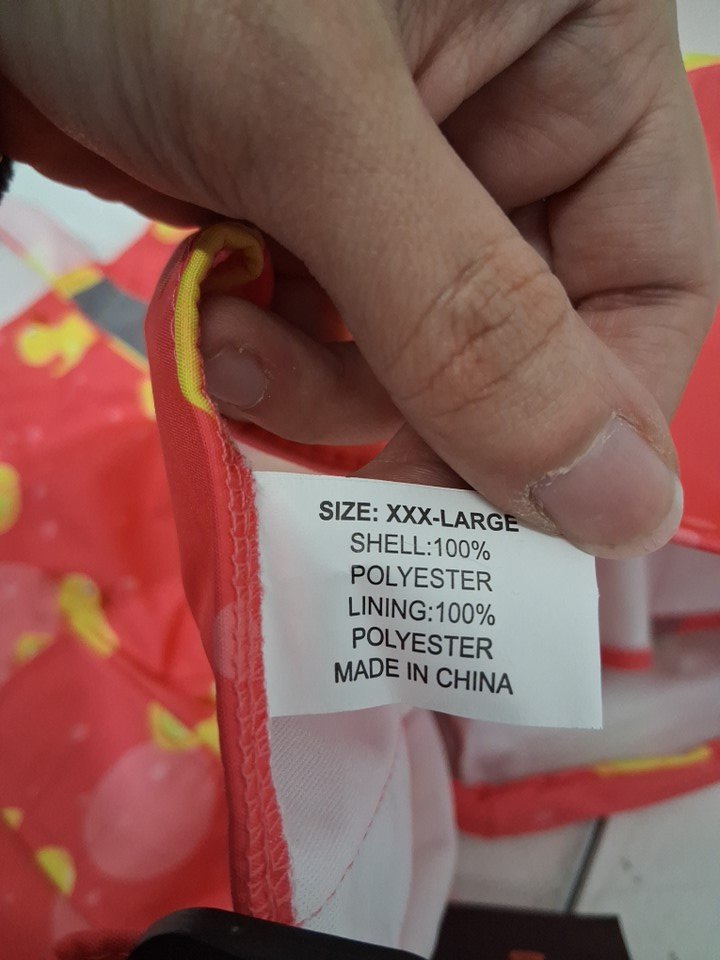 SIZE: XXX-LARGE
SHELL:100%
POLYESTER
LINING:100%
POLYESTER
MADE IN CHINA